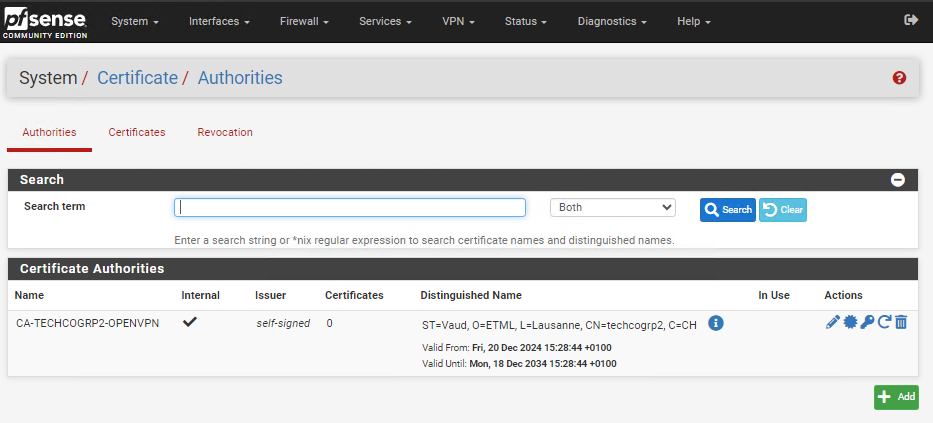 pfsense
COMMUNITY EDITION
System Interfaces Firewall Services VPN Status Diagnostics Help
System / Certificate / Authorities
Authorities Certificates Revocation
Search
Search term Both Search Clear
Enter a search string or *nix regular expression to search certificate names and distinguished names.
Certificate Authorities
Name Internal Issuer Certificates Distinguished Name In Use Actions
CA-TECHCOGRP2-OPENVPN self-signed 0 ST=Vaud, O=ETML, L=Lausanne, CN=techcogrp2, C=CH
Valid From: Fri, 20 Dec 2024 15:28:44 +0100
Valid Until: Mon, 18 Dec 2034 15:28:44 +0100
Add